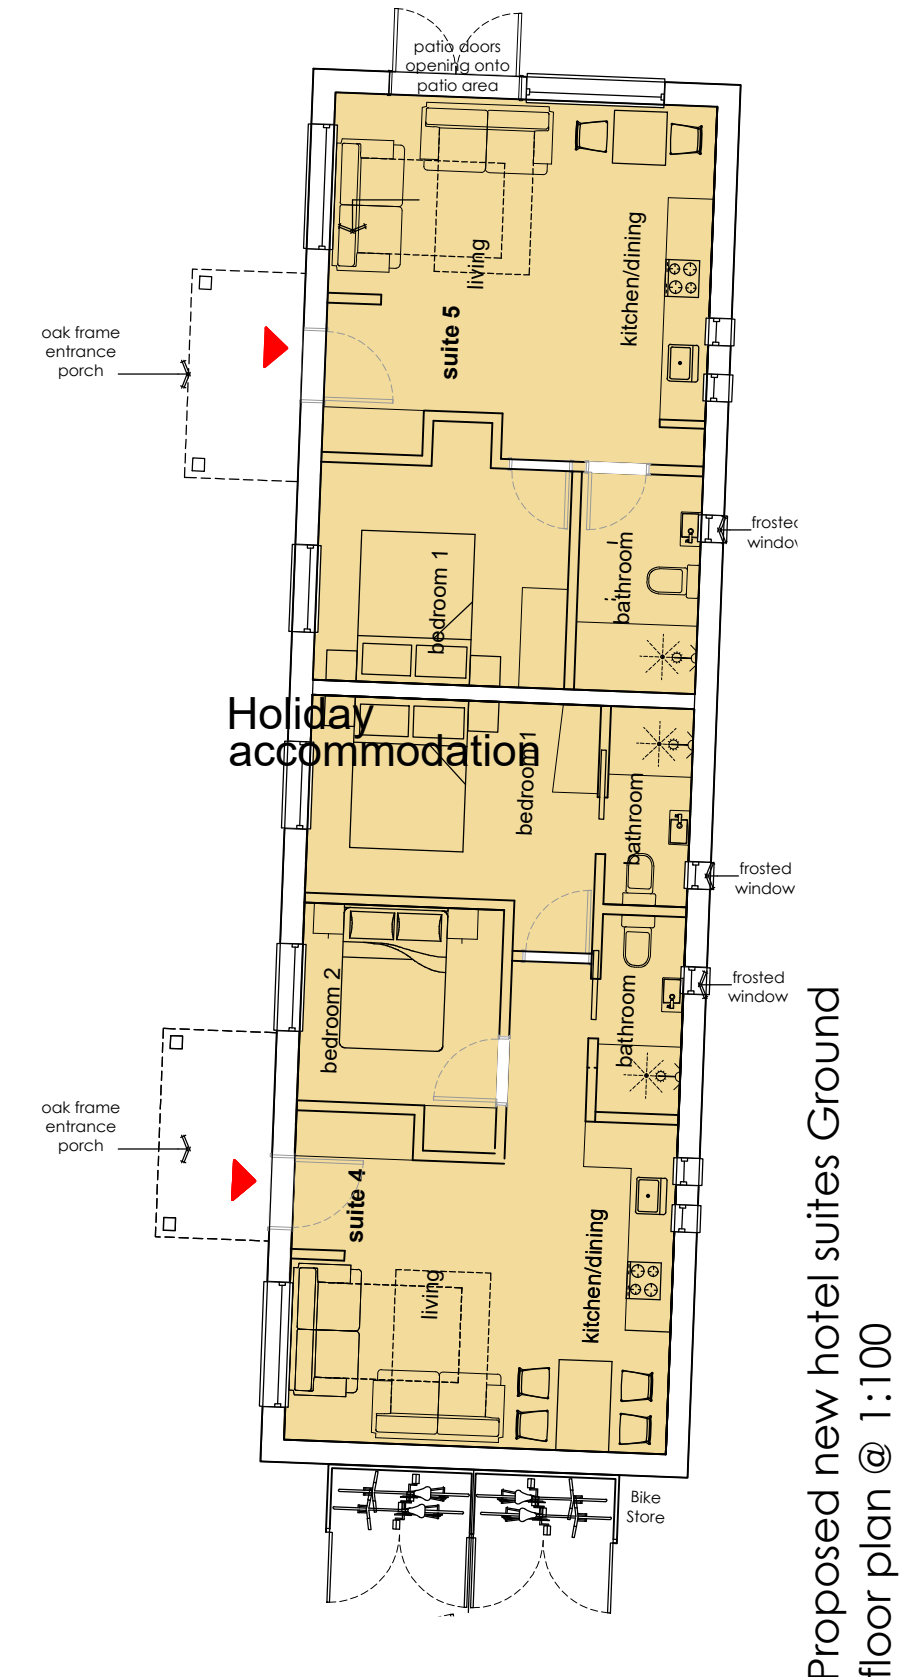 patio doors
opening onto
patio area
living
kitchen/dining
suite 5
oak frame
entrance
porch
bedroom 1
bathroom
frosted
window
Holiday
accommodation
bedroom 1
bathroom
frosted
window
bedroom 2
bathroom
frosted
window
oak frame
entrance
porch
suite 4
living
kitchen/dining
Bike
Store
Proposed new hotel suites Ground
floor plan @ 1:100